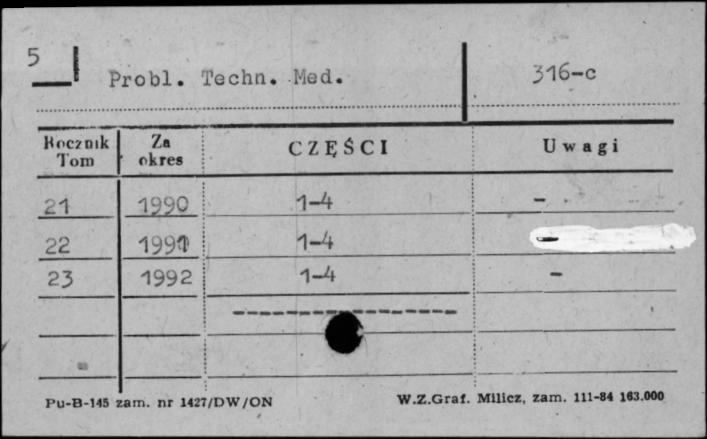 5
Probl. Techn. Med. 316-c
Rocznik Tom Za okres CZĘŚCI Uwagi
21 1990 1-4 -
22 1991 1-4 -
23 1992 1-4 -
Pu-B-145 zam. nr 1427/DW/ON W.Z.Graf. Milicz, zam. 111-84 163.000